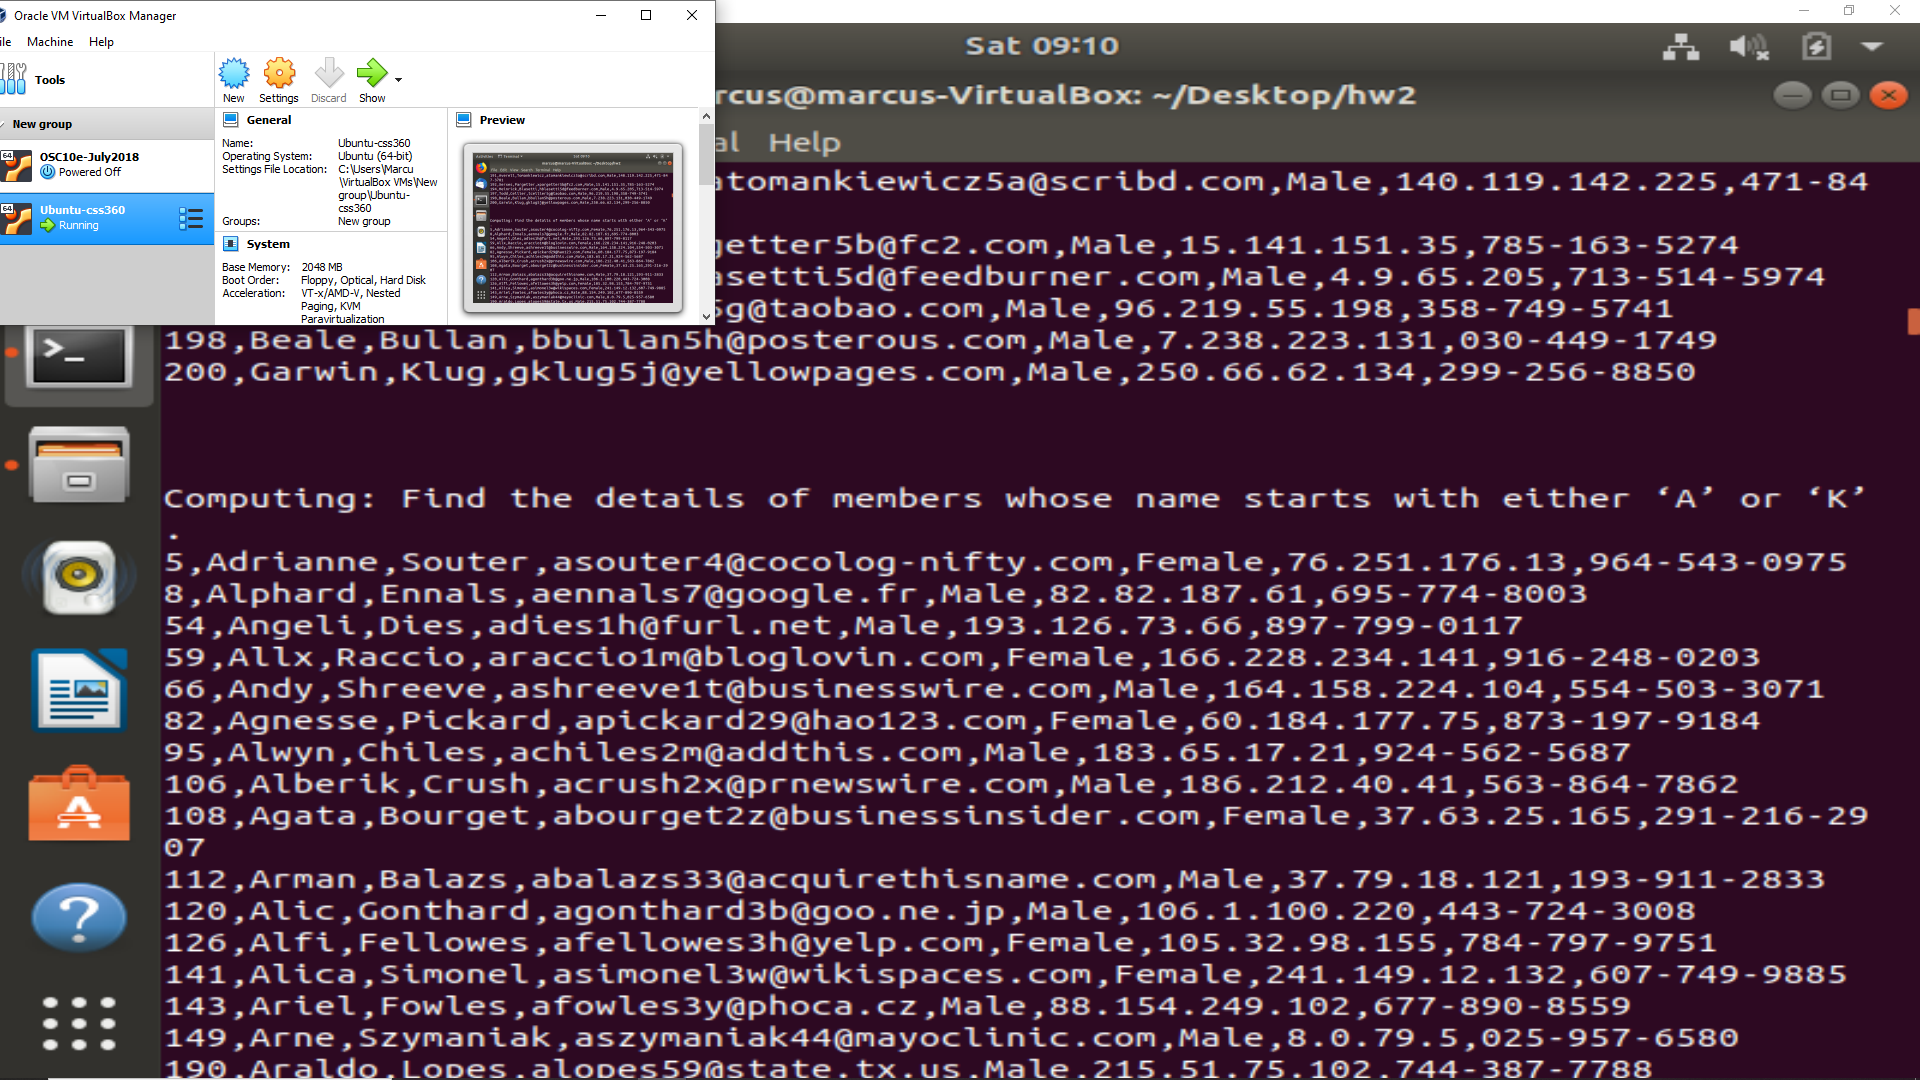 Oracle VM VirtualBox Manager
ile Machine Help
Tools
New Settings Discard Show
New group
OSC10e-July2018
64
Powered Off
Ubuntu-css360
64
Running
General
Name: Ubuntu-css360
Operating System: Ubuntu (64-bit)
Settings File Location: C:\Users\Marcu
\VirtualBox VMs\New
group\Ubuntu-
css360
Groups: New group
System
Base Memory: 2048 MB
Boot Order: Floppy, Optical, Hard Disk
Acceleration: VT-x/AMD-V, Nested
Paging, KVM
Paravirtualization
Preview
Sat 09:10
rcus@marcus-VirtualBox: ~/Desktop/hw2
al Help
atomankiewicz5a@scribd.com,Male,140.119.142.225,471-84
getter5b@fc2.com,Male,15.141.151.35,785-163-5274
asetti5d@feedburner.com,Male,4.9.65.205,713-514-5974
5g@taobao.com,Male,96.219.55.198,358-749-5741
198,Beale,Bullan,bbullan5h@posterous.com,Male,7.238.223.131,030-449-1749
200,Garwin,Klug,gklug5j@yellowpages.com,Male,250.66.62.134,299-256-8850
Computing: Find the details of members whose name starts with either ‘A’ or ‘K’
.
5,Adrianne,Souter,asouter4@cocolog-nifty.com,Female,76.251.176.13,964-543-0975
8,Alphard,Ennals,aennals7@google.fr,Male,82.82.187.61,695-774-8003
54,Angeli,Dies,adies1h@furl.net,Male,193.126.73.66,897-799-0117
59,Allx,Raccio,araccio1m@bloglovin.com,Female,166.228.234.141,916-248-0203
66,Andy,Shreeve,ashreeve1t@businesswire.com,Male,164.158.224.104,554-503-3071
82,Agnesse,Pickard,apickard29@hao123.com,Female,60.184.177.75,873-197-9184
95,Alwyn,Chiles,achiles2m@addthis.com,Male,183.65.17.21,924-562-5687
106,Alberik,Crush,acrush2x@prnewswire.com,Male,186.212.40.41,563-864-7862
108,Agata,Bourget,abourget2z@businessinsider.com,Female,37.63.25.165,291-216-29
07
112,Arman,Balazs,abalazs33@acquirethisname.com,Male,37.79.18.121,193-911-2833
120,Alic,Gonthard,agonthard3b@goo.ne.jp,Male,106.1.100.220,443-724-3008
126,Alfi,Fellowes,afellowes3h@yelp.com,Female,105.32.98.155,784-797-9751
141,Alica,Simonel,asimonel3w@wikispaces.com,Female,241.149.12.132,607-749-9885
143,Ariel,Fowles,afowles3y@phoca.cz,Male,88.154.249.102,677-890-8559
149,Arne,Szymaniak,aszymaniak44@mayoclinic.com,Male,8.0.79.5,025-957-6580
190,Araldo,Lopes,alopes59@state.tx.us,Male,215.51.75.102,744-387-7788